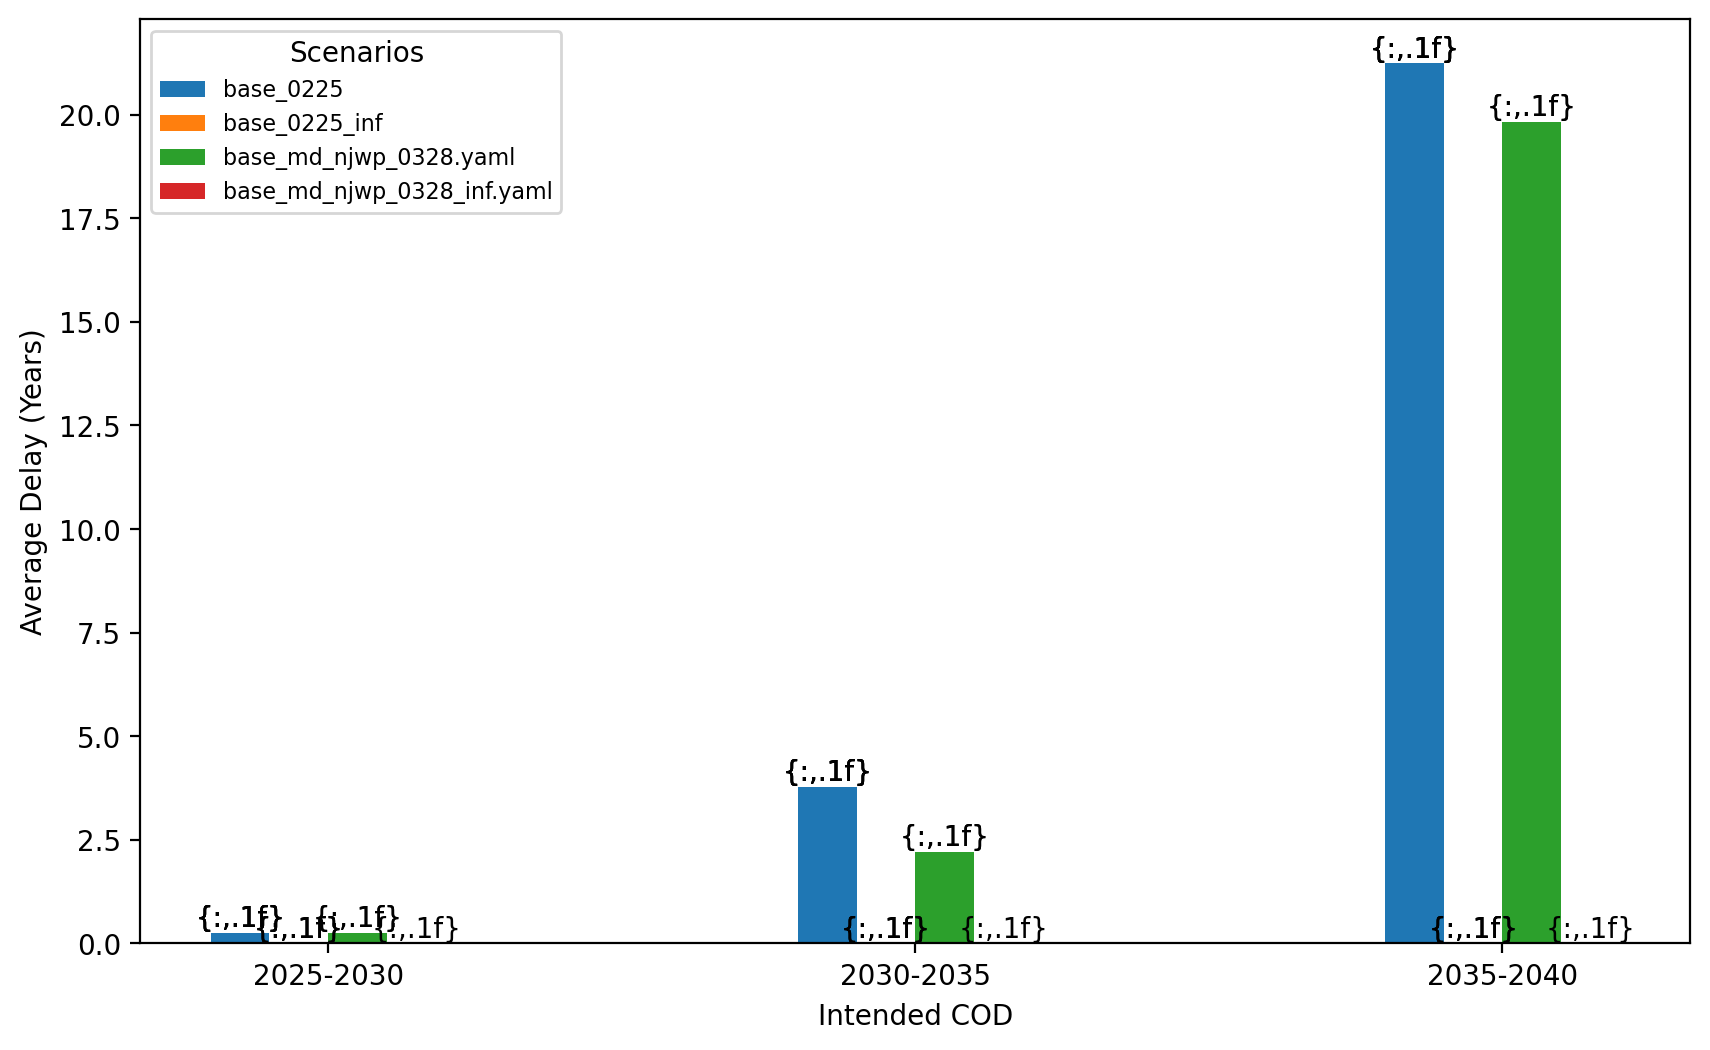 Scenarios
base_0225
base_0225_inf
base_md_njwp_0328.yaml
base_md_njwp_0328_inf.yaml
Average Delay (Years)
20.0
17.5
15.0
12.5
10.0
7.5
5.0
2.5
0.0
{:,.1f}
{:,.1f}
{:,.1f}
{:,.1f}
{:,.1f}
{:,.1f}
{:,.1f}
{:,.1f}
{:,.1f}
{:,.1f}
{:,.1f}
{:,.1f}
2025-2030
2030-2035
2035-2040
Intended COD